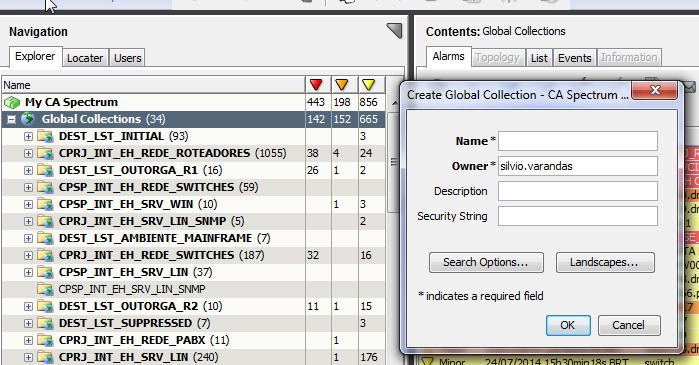 Navigation
Explorer Locater Users
Name
My CA Spectrum 443 198 856
Global Collections (34) 142 152 665
DEST_LST_INITIAL (93) 3
CPRJ_INT_EH_REDE_ROTEADORES (1055) 38 4 24
DEST_LST_OUTORGA_R1 (16) 26 1 2
CPSP_INT_EH_REDE_SWITCHES (59)
CPRJ_INT_EH_SRV_WIN (10) 1 3
CPRJ_INT_EH_SRV_LIN_SNMP (5) 2
DEST_LST_AMBIENTE_MAINFRAME (7)
CPRJ_INT_EH_REDE_SWITCHES (187) 32 16
CPSP_INT_EH_SRV_LIN (37)
CPSP_INT_EH_SRV_LIN_SNMP
DEST_LST_OUTORGA_R2 (10) 11 1 15
DEST_LST_SUPPRESSED (7) 3
CPRJ_INT_EH_REDE_PABX (11) 1
CPRJ_INT_EH_SRV_LIN (240) 1 176
Contents: Global Collections
Alarms Topology List Events Information
Create Global Collection - CA Spectrum ...
Name*
Owner* silvio.varandas
Description
Security String
Search Options... Landscapes...
* indicates a required field
OK Cancel
Minor 24/07/2014 15h30min18s BRT switch